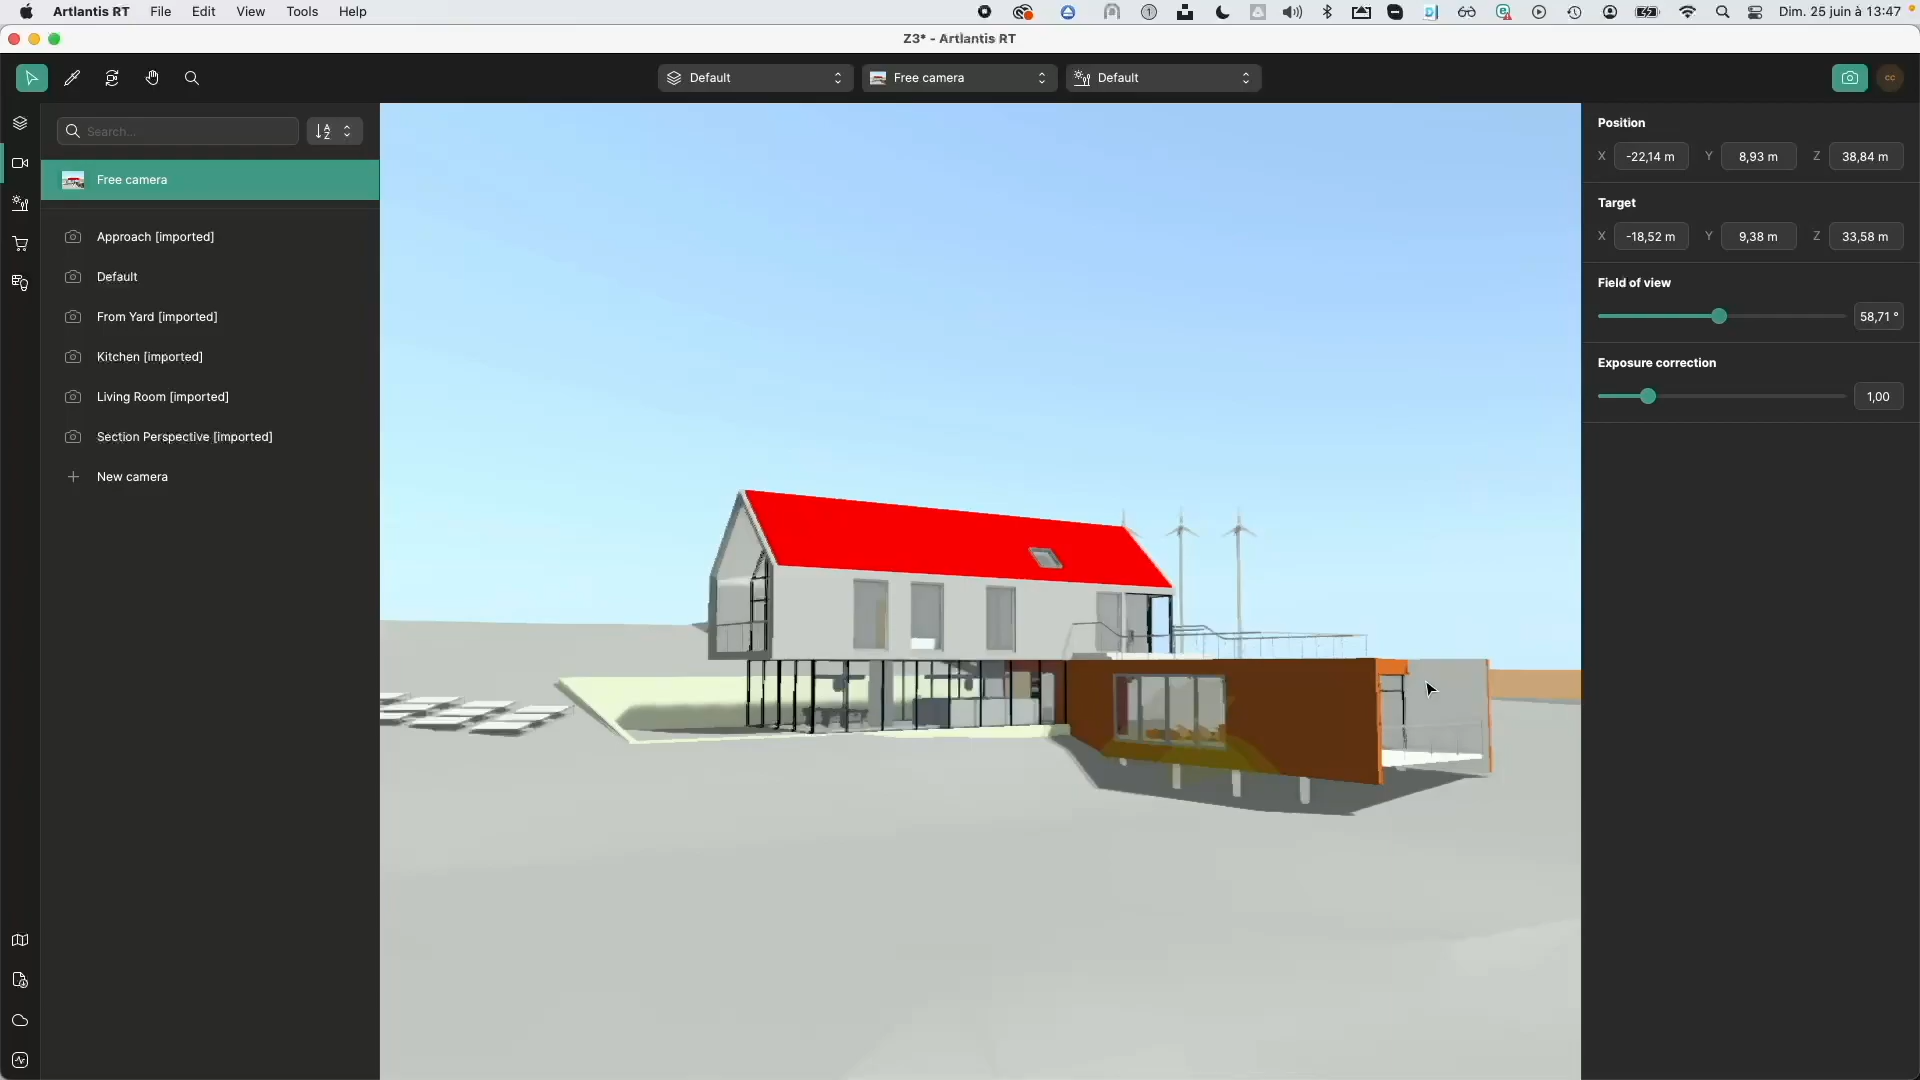 Artlantis RT File Edit View Tools Help Dim. 25 juin à 13:47
Z3* - Artlantis RT
Default Free camera Default cc
Search...
Free camera
Approach [imported]
Default
From Yard [imported]
Kitchen [imported]
Living Room [imported]
Section Perspective [imported]
New camera
Position
X -22,14 m Y 8,93 m Z 38,84 m
Target
X -18,52 m Y 9,38 m Z 33,58 m
Field of view
58,71 °
Exposure correction
1,00